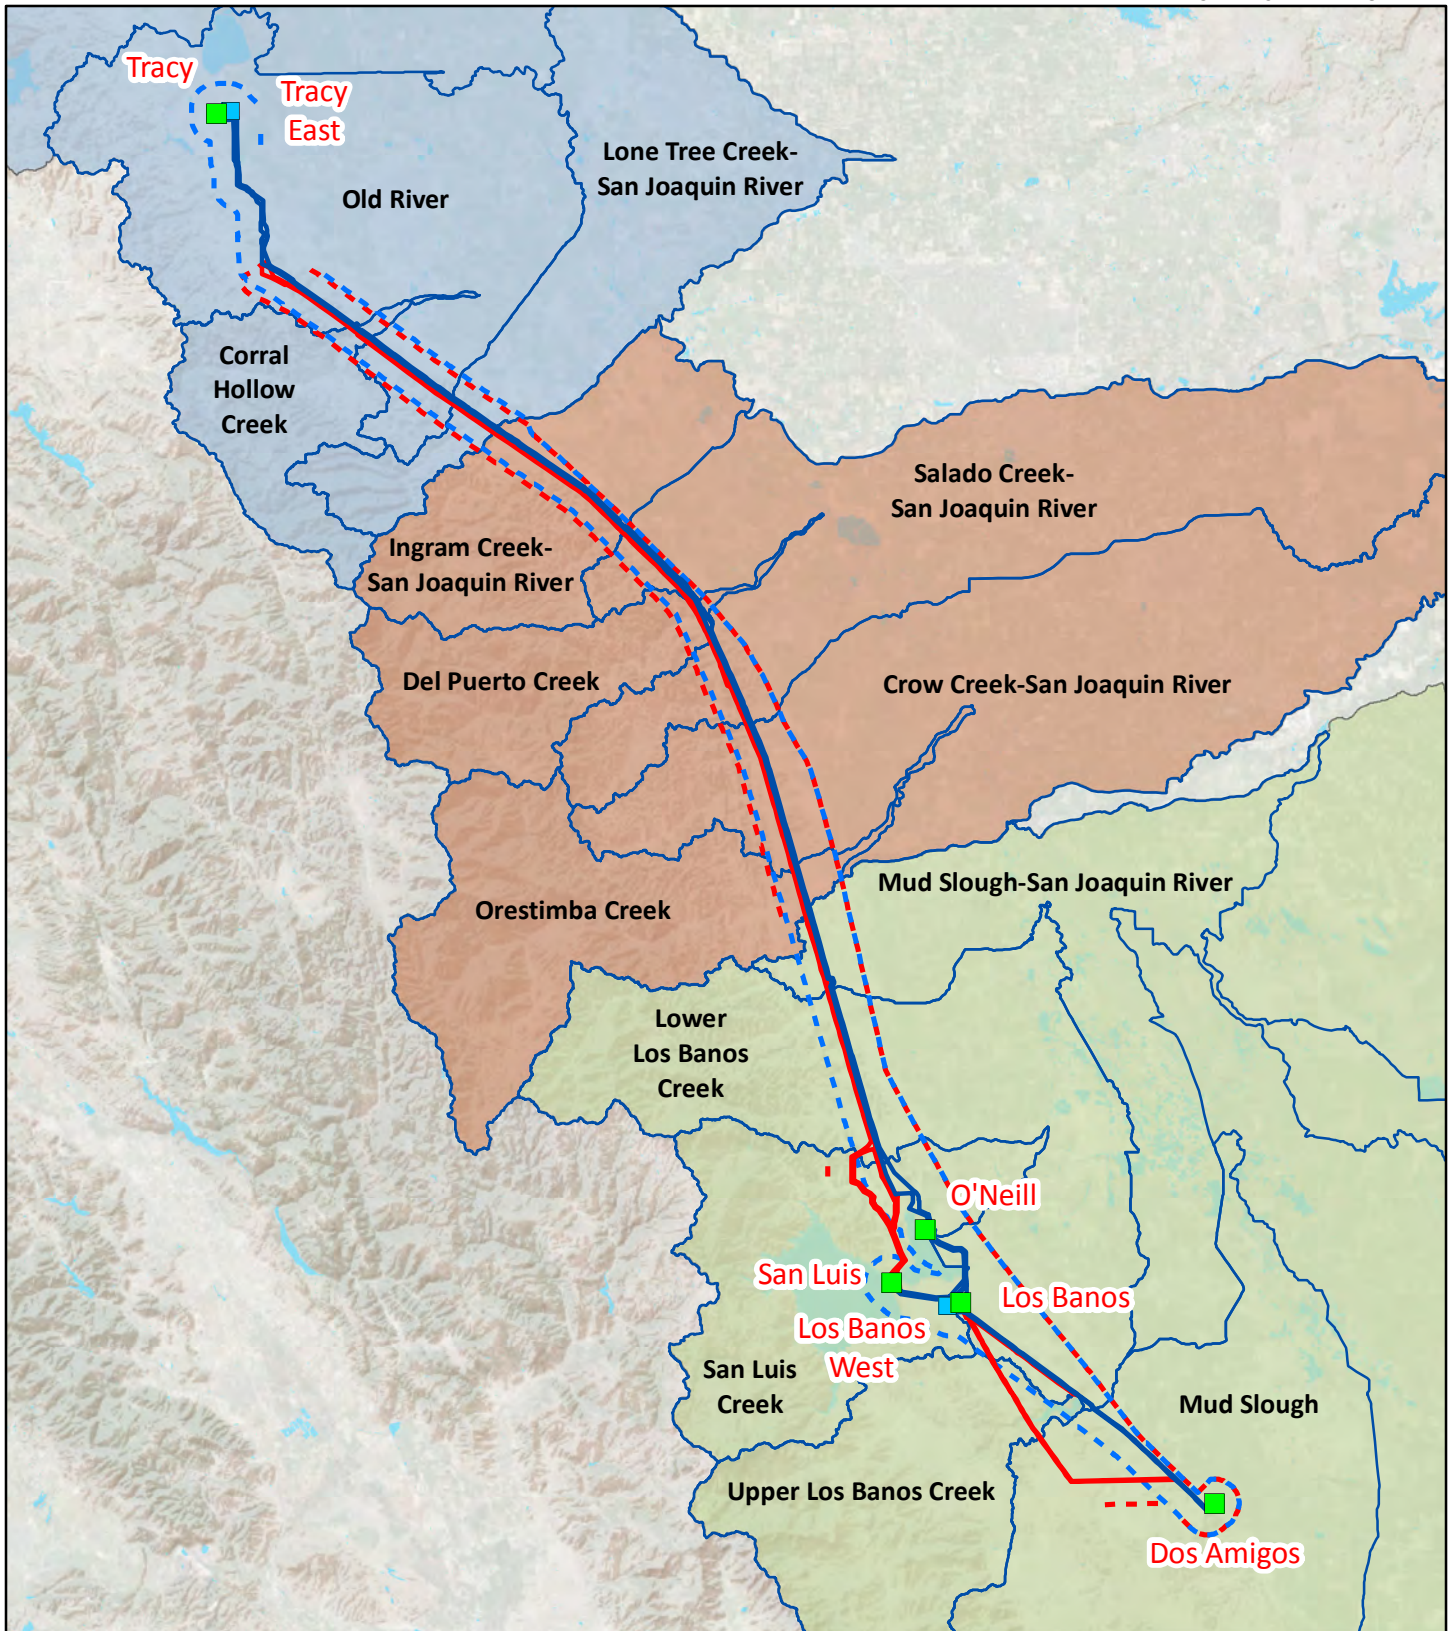 Tracy
Tracy
East
Lone Tree Creek-
San Joaquin River
Old River
Corral
Hollow
Creek
Salado Creek-
San Joaquin River
Ingram Creek-
San Joaquin River
Del Puerto Creek
Crow Creek-San Joaquin River
Mud Slough-San Joaquin River
Orestimba Creek
Lower
Los Banos
Creek
O'Neill
San Luis
Los Banos
Los Banos
West
San Luis
Creek
Mud Slough
Upper Los Banos Creek
Dos Amigos